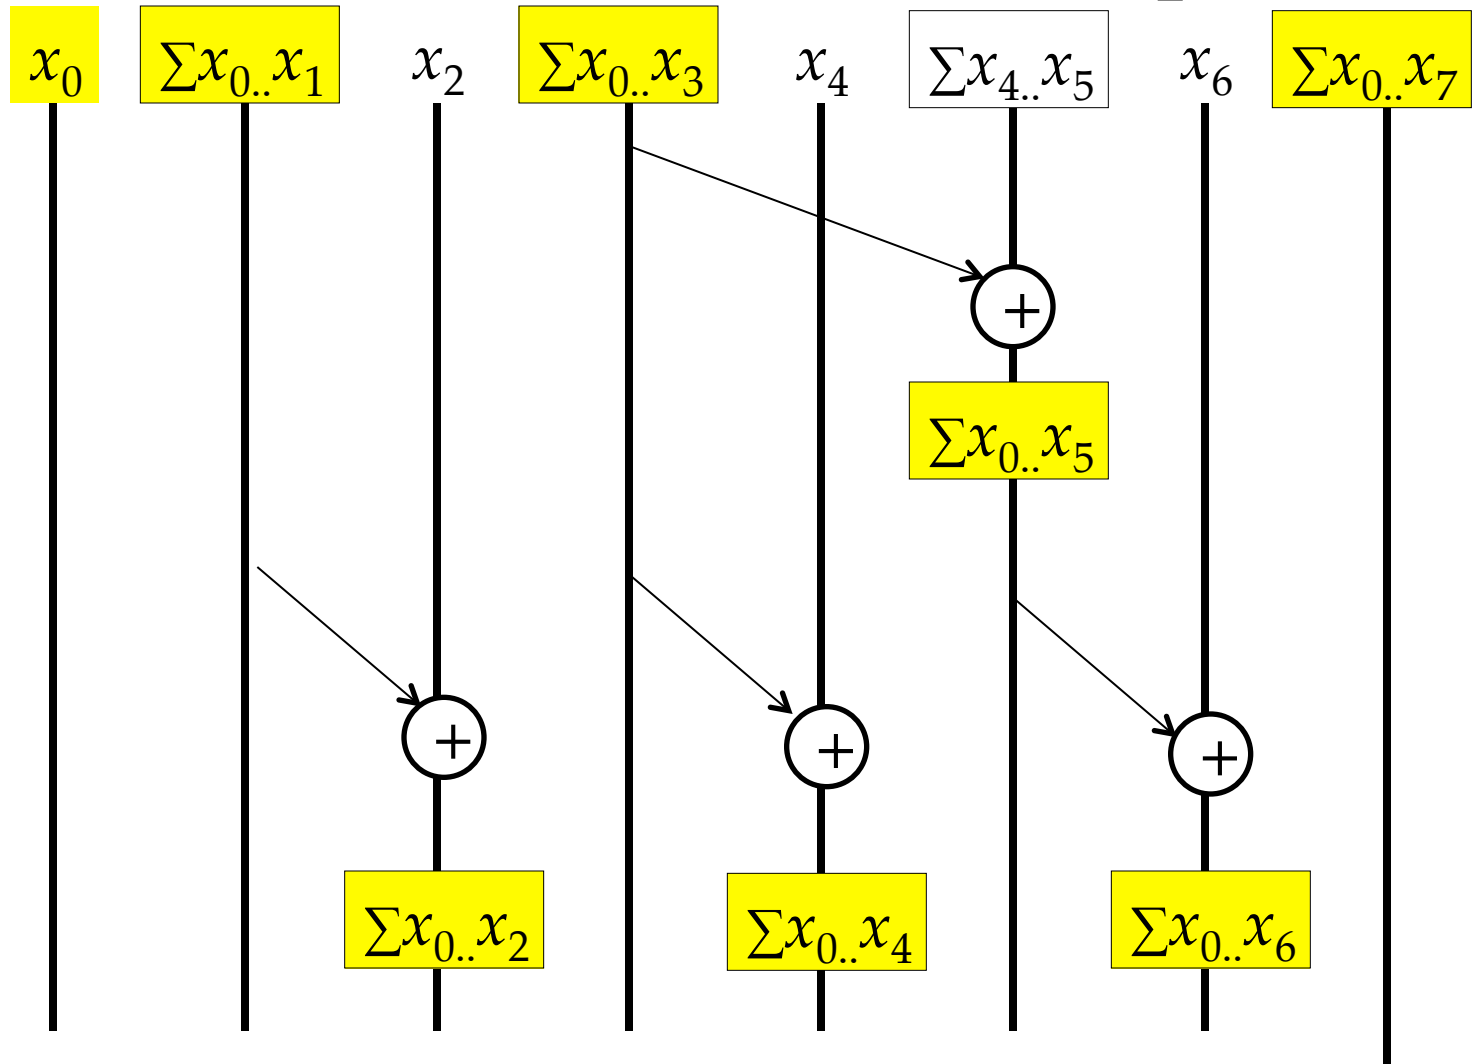 x₀ ∑x₀..x₁ x₂ ∑x₀..x₃ x₄ ∑x₄..x₅ x₆ ∑x₀..x₇
+
∑x₀..x₅
+ + +
∑x₀..x₂ ∑x₀..x₄ ∑x₀..x₆